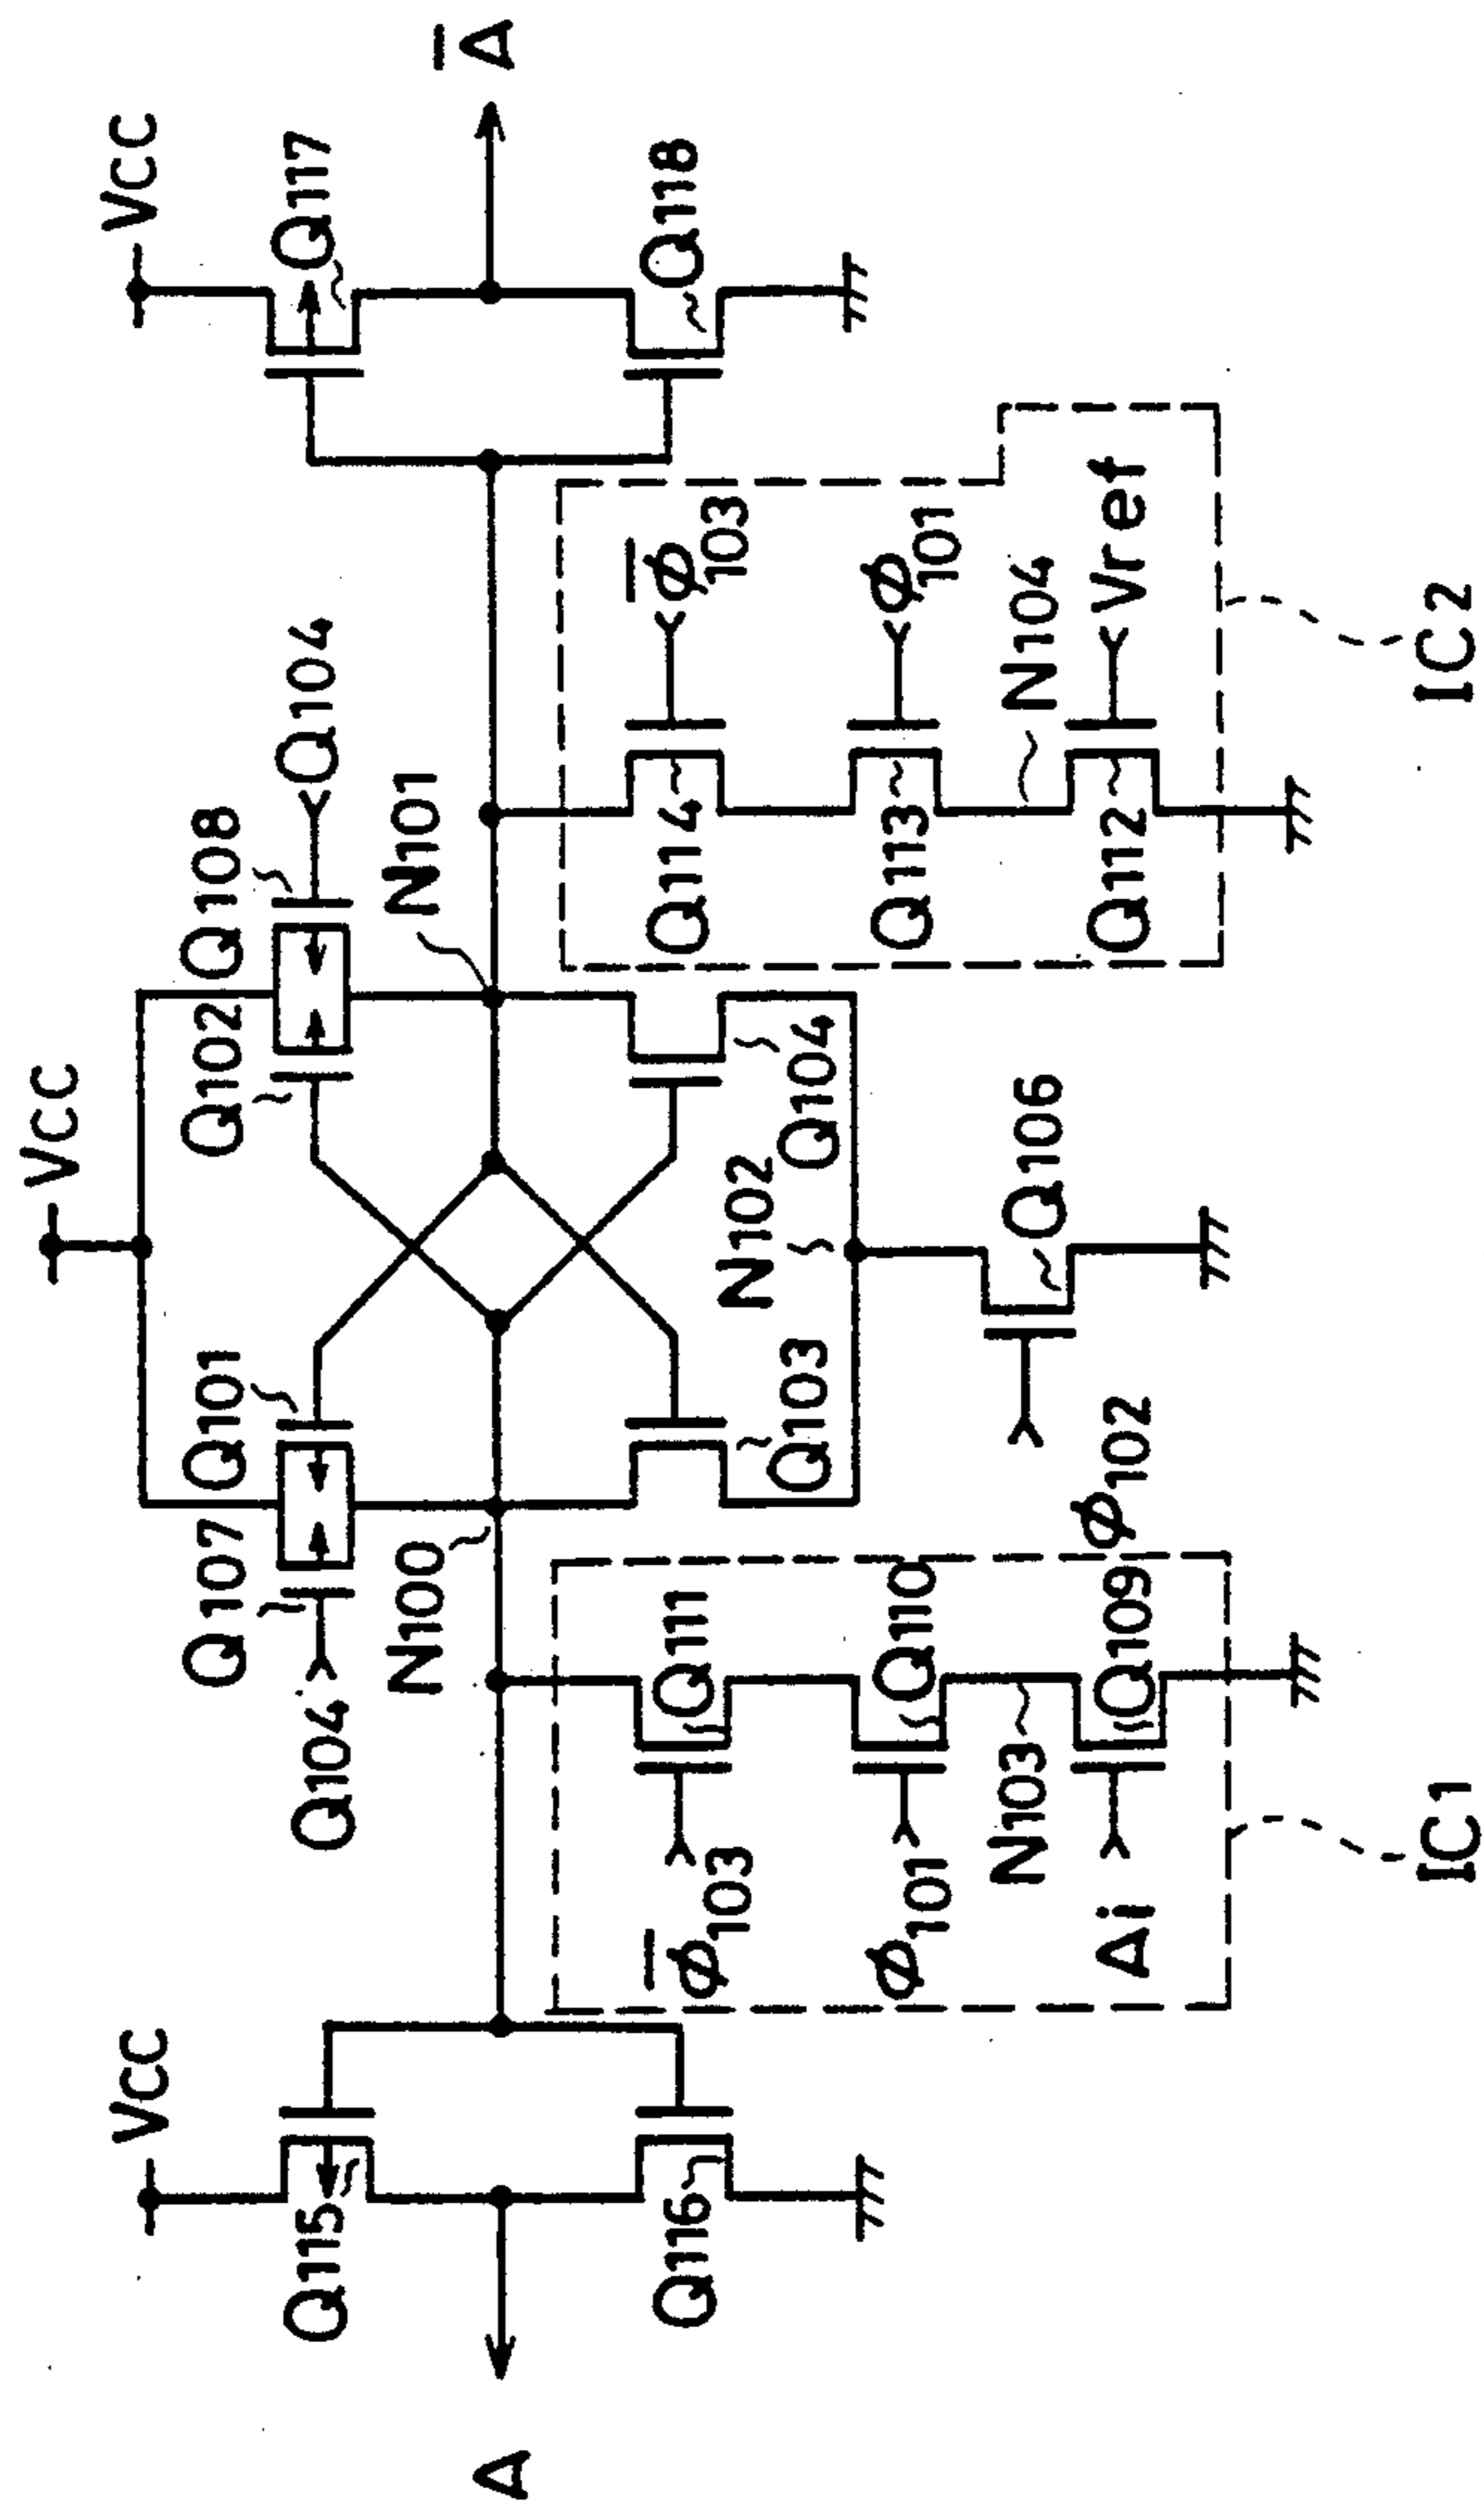 Vcc
Vcc
Vcc
Q107 Q101
Q102 Q108
Q115
Q104
Q104
Q117
N100
N101
A
A̅
Q116
φ̅103
Q111
Q114
φ̅103
Q118
N102
Q103
Q104
φ101
Q110
Q113
φ101
N103
Q106
N104
Ai
Q109
φ102
Q112
Vref
IC1
IC2